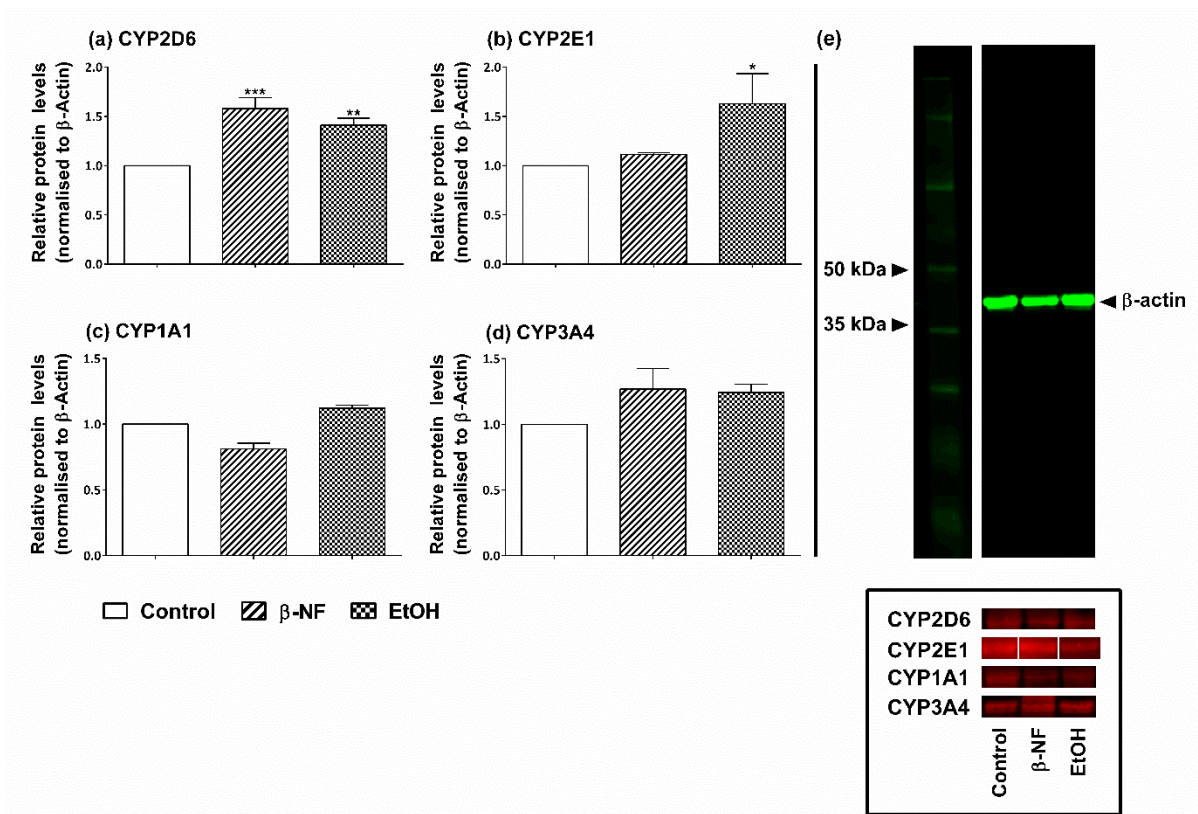 (a) CYP2D6
Relative protein levels
(normalised to β-Actin)
2.0
1.5
1.0
0.5
0.0
***
**
(b) CYP2E1
Relative protein levels
(normalised to β-Actin)
2.0
1.5
1.0
0.5
0.0
*
(c) CYP1A1
Relative protein levels
(normalised to β-Actin)
1.5
1.0
0.5
0.0
(d) CYP3A4
Relative protein levels
(normalised to β-Actin)
1.5
1.0
0.5
0.0
Control β-NF EtOH
(e)
50 kDa
35 kDa
β-actin
CYP2D6
CYP2E1
CYP1A1
CYP3A4
Control
β-NF
EtOH